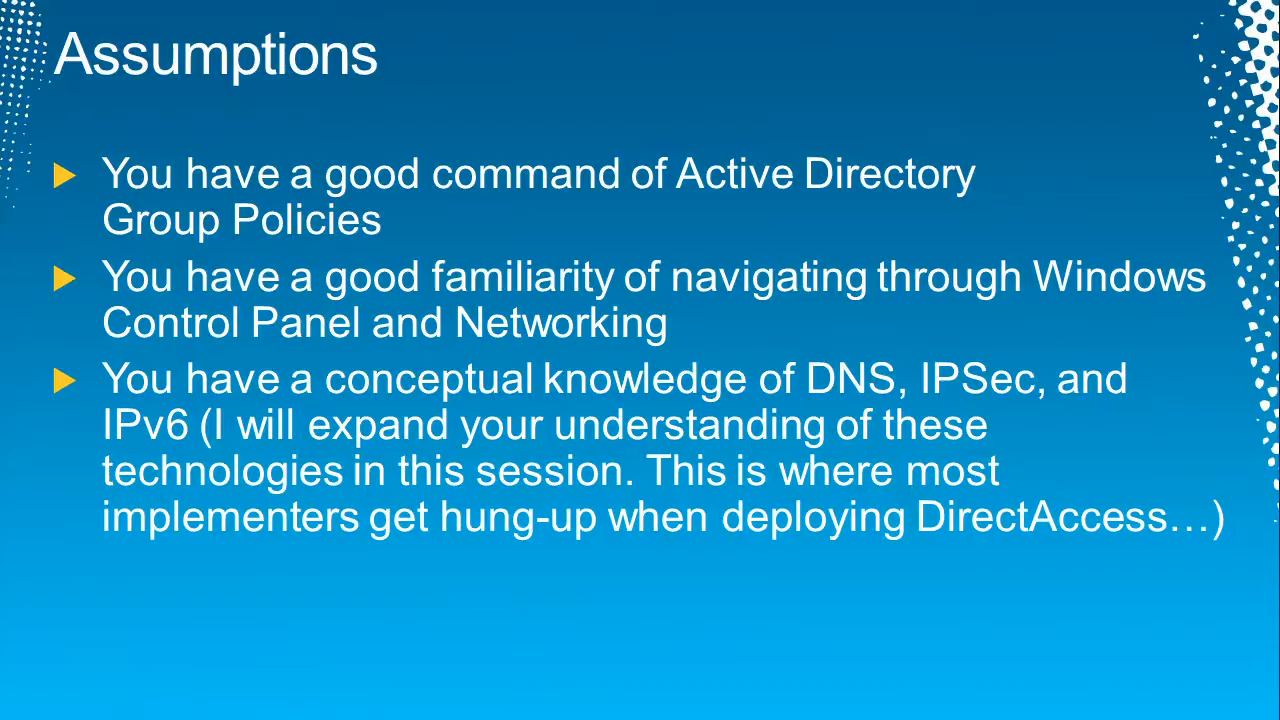 Assumptions
You have a good command of Active Directory
Group Policies
You have a good familiarity of navigating through Windows
Control Panel and Networking
You have a conceptual knowledge of DNS, IPSec, and
IPv6 (I will expand your understanding of these
technologies in this session. This is where most
implementers get hung-up when deploying DirectAccess…)